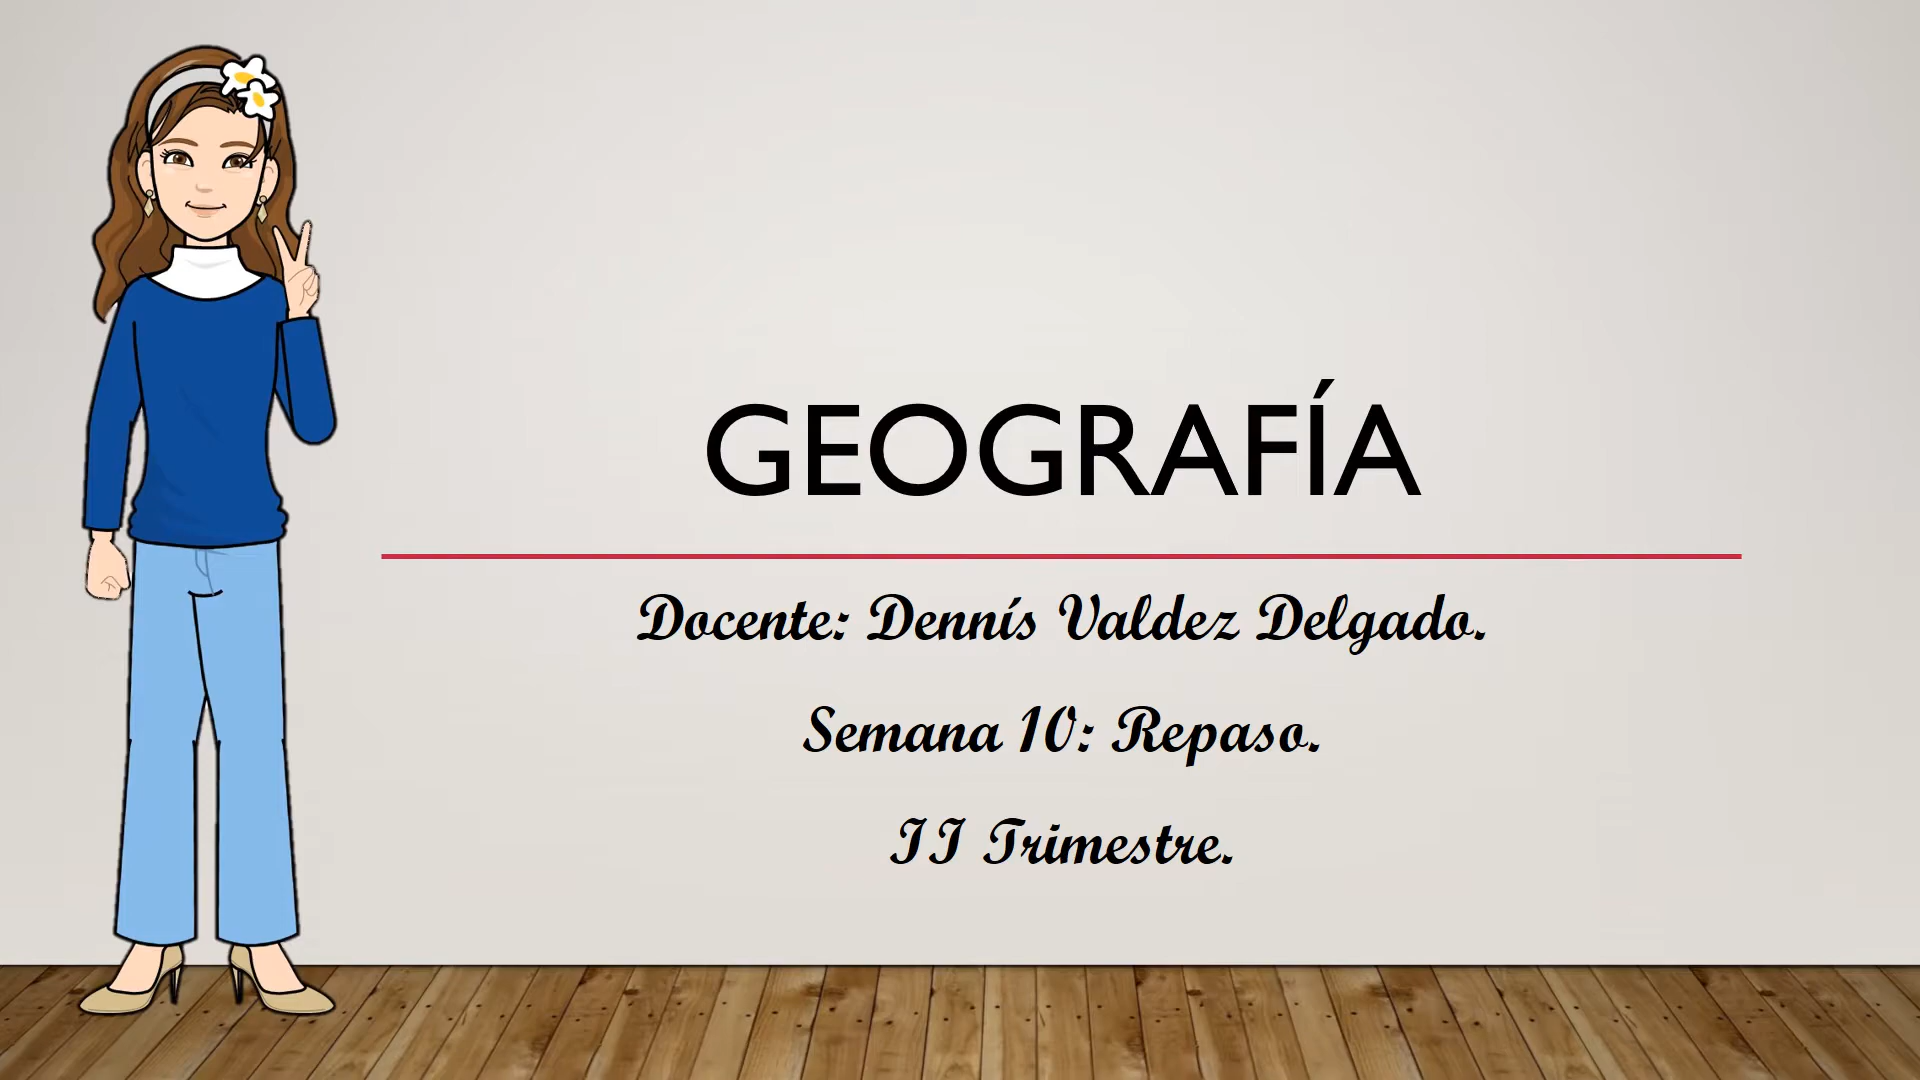 GEOGRAFÍA
Docente: Dennís Valdez Delgado.
Semana 10: Repaso.
II Trimestre.